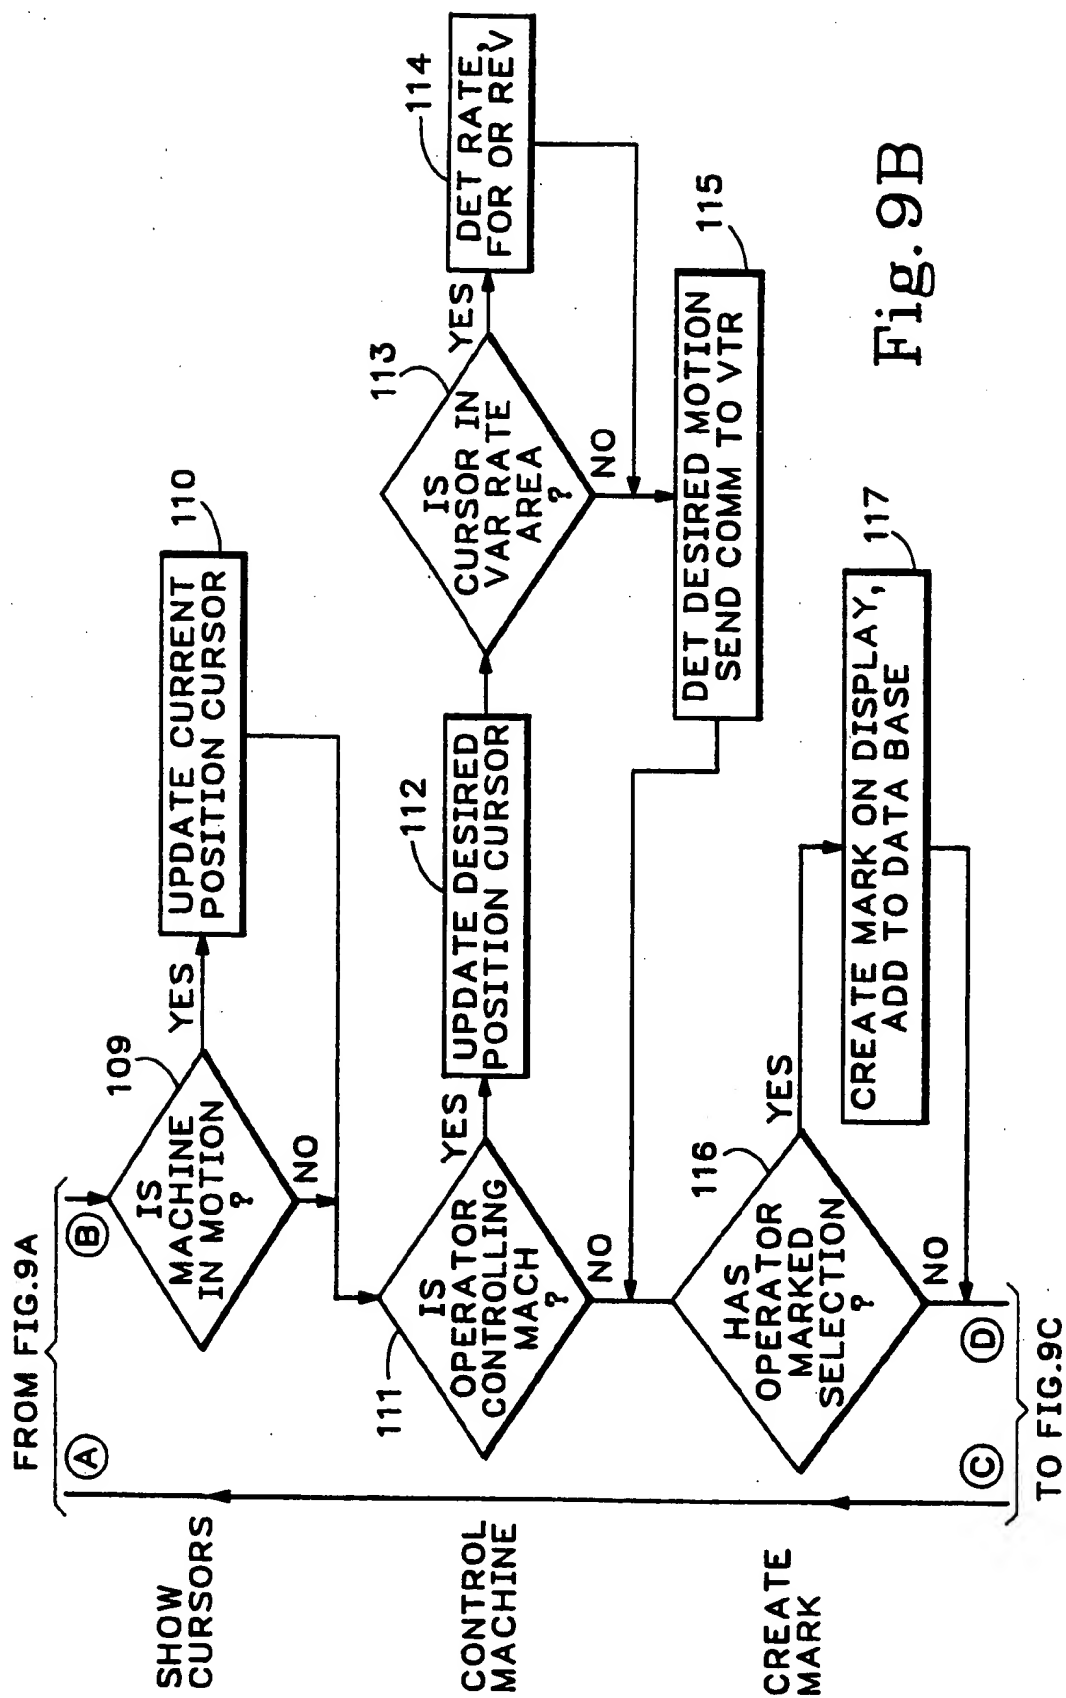 FROM FIG.9A
A
B
SHOW
CURSORS
109
IS
MACHINE
IN MOTION
?
YES
NO
110
UPDATE CURRENT
POSITION CURSOR
CONTROL
MACHINE
111
IS
OPERATOR
CONTROLLING
MACH
?
YES
NO
112
UPDATE DESIRED
POSITION CURSOR
113
IS
CURSOR IN
VAR RATE
AREA
?
YES
NO
114
DET RATE,
FOR OR REV
115
DET DESIRED MOTION
SEND COMM TO VTR
CREATE
MARK
116
HAS
OPERATOR
MARKED
SELECTION
?
YES
NO
117
CREATE MARK ON DISPLAY,
ADD TO DATA BASE
C
D
TO FIG.9C
Fig. 9B